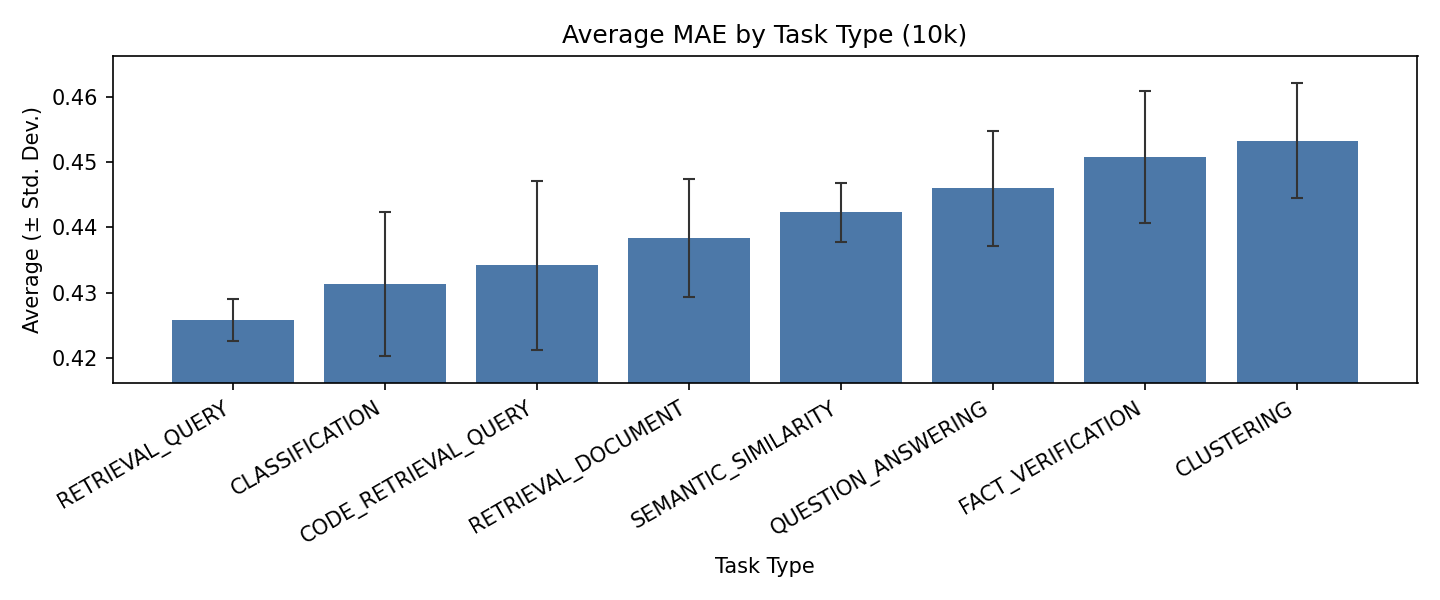 Average MAE by Task Type (10k)
Average (± Std. Dev.)
0.46
0.45
0.44
0.43
0.42
RETRIEVAL_QUERY
CLASSIFICATION
CODE_RETRIEVAL_QUERY
RETRIEVAL_DOCUMENT
SEMANTIC_SIMILARITY
QUESTION_ANSWERING
FACT_VERIFICATION
CLUSTERING
Task Type